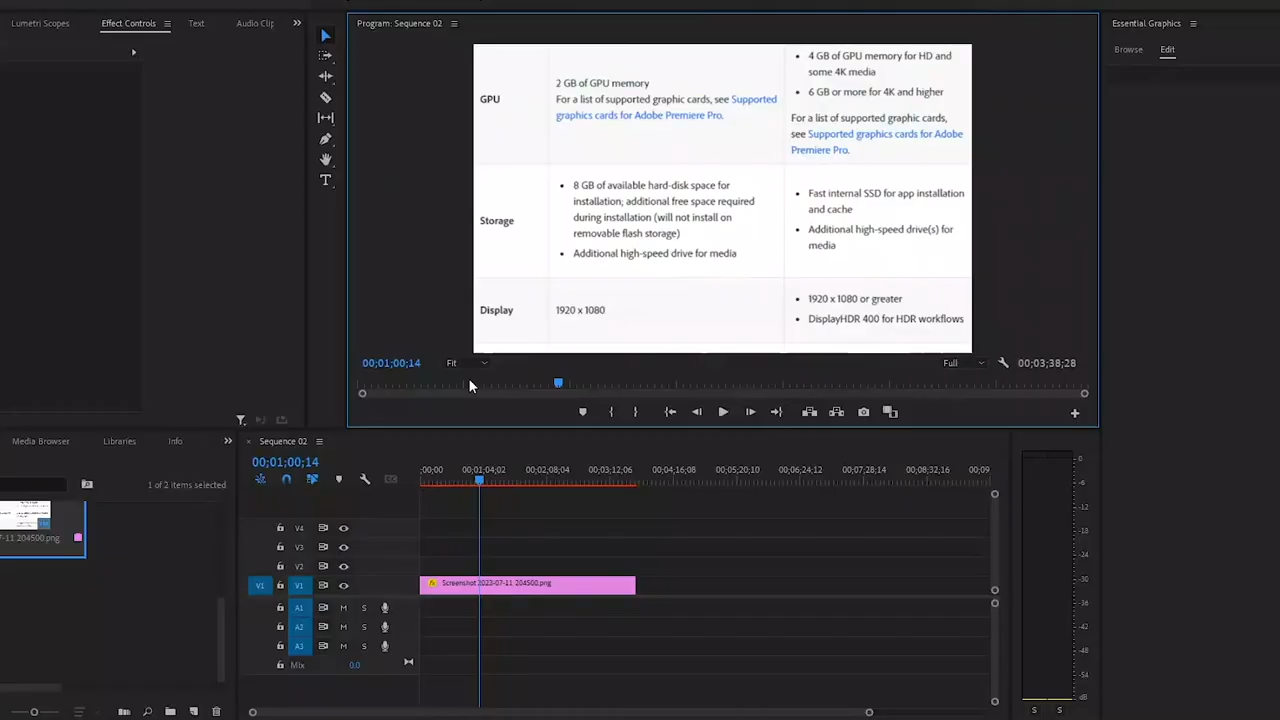 Lumetri Scopes
Effect Controls
Text
Audio Clip
Program: Sequence 02
Essential Graphics
Browse
Edit
GPU
2 GB of GPU memory
For a list of supported graphic cards, see Supported
graphics cards for Adobe Premiere Pro.
• 4 GB of GPU memory for HD and
some 4K media
• 6 GB or more for 4K and higher
For a list of supported graphic cards,
see Supported graphics cards for Adobe
Premiere Pro.
Storage
• 8 GB of available hard-disk space for
installation; additional free space required
during installation (will not install on
removable flash storage)
• Additional high-speed drive for media
• Fast internal SSD for app installation
and cache
• Additional high-speed drive(s) for
media
Display
1920 x 1080
• 1920 x 1080 or greater
• DisplayHDR 400 for HDR workflows
00;01;00;14
Fit
Full
00;03;38;28
Media Browser
Libraries
Info
1 of 2 items selected
7-11 204500.png
× Sequence 02
00;01;00;14
;00;00
00;01;04;02
00;02;08;04
00;03;12;06
00;04;16;08
00;05;20;10
00;06;24;12
00;07;28;14
00;08;32;16
00;09
V4
V3
V2
V1 V1
Screenshot 2023-07-11 204500.png
A1 M S
A2 M S
A3 M S
Mix 0.0
0
-6
-12
-18
-24
-30
-36
-42
-48
-54
dB
S S